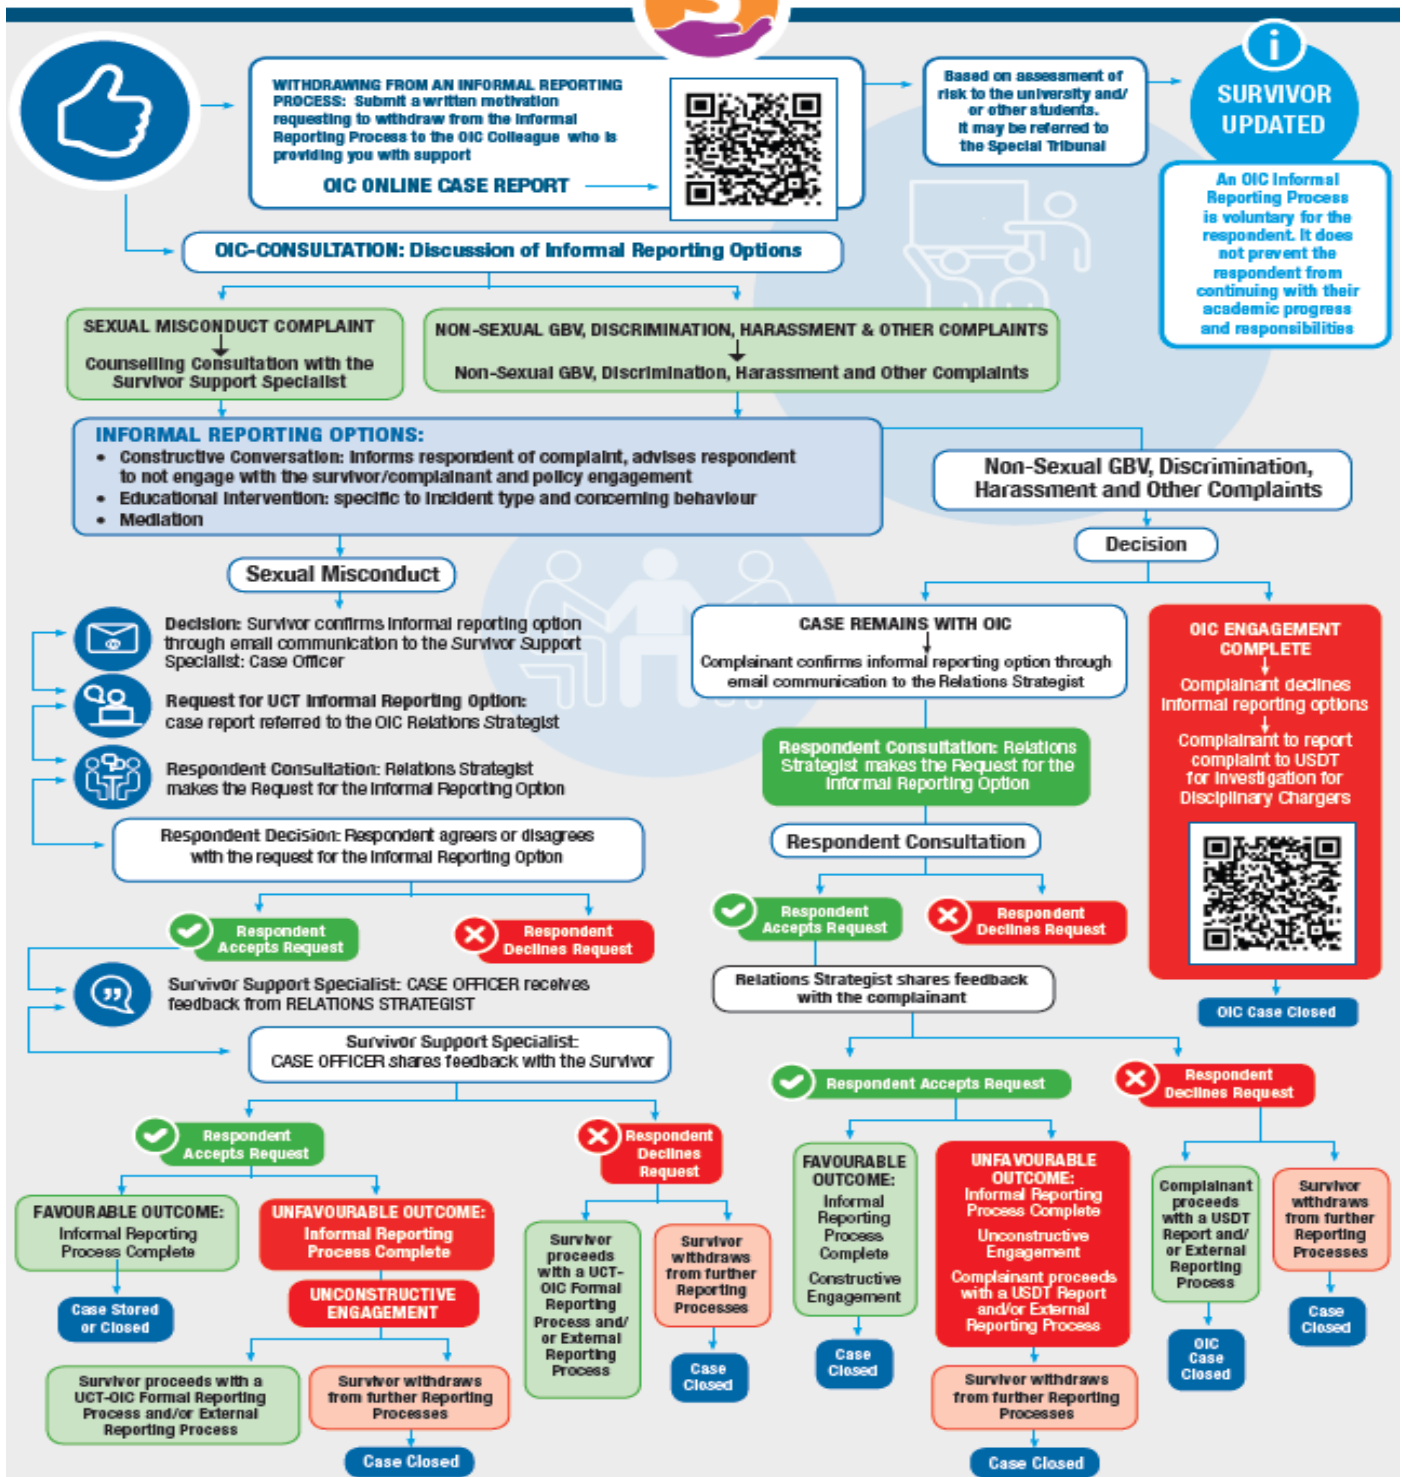 WITHDRAWING FROM AN INFORMAL REPORTING
PROCESS: Submit a written motivation
requesting to withdraw from the Informal
Reporting Process to the OIC Colleague who is
providing you with support
OIC ONLINE CASE REPORT
Based on assessment of
risk to the university and/
or other students.
It may be referred to
the Special Tribunal
i
SURVIVOR
UPDATED
An OIC Informal
Reporting Process
is voluntary for the
respondent. It does
not prevent the
respondent from
continuing with their
academic progress
and responsibilities
OIC-CONSULTATION: Discussion of Informal Reporting Options
SEXUAL MISCONDUCT COMPLAINT
Counselling Consultation with the
Survivor Support Specialist
NON-SEXUAL GBV, DISCRIMINATION, HARASSMENT & OTHER COMPLAINTS
Non-Sexual GBV, Discrimination, Harassment and Other Complaints
INFORMAL REPORTING OPTIONS:
• Constructive Conversation: Informs respondent of complaint, advises respondent
to not engage with the survivor/complainant and policy engagement
• Educational Intervention: specific to incident type and concerning behaviour
• Mediation
Non-Sexual GBV, Discrimination,
Harassment and Other Complaints
Decision
Sexual Misconduct
Decision: Survivor confirms informal reporting option
through email communication to the Survivor Support
Specialist: Case Officer
Request for UCT Informal Reporting Option:
case report referred to the OIC Relations Strategist
Respondent Consultation: Relations Strategist
makes the Request for the Informal Reporting Option
Respondent Decision: Respondent agreers or disagrees
with the request for the Informal Reporting Option
Respondent
Accepts Request
Respondent
Declines Request
Survivor Support Specialist: CASE OFFICER receives
feedback from RELATIONS STRATEGIST
Survivor Support Specialist:
CASE OFFICER shares feedback with the Survivor
Respondent
Accepts Request
Respondent
Declines
Request
FAVOURABLE OUTCOME:
Informal Reporting
Process Complete
Case Stored
or Closed
UNFAVOURABLE OUTCOME:
Informal Reporting
Process Complete
UNCONSTRUCTIVE
ENGAGEMENT
Survivor proceeds with a
UCT-OIC Formal Reporting
Process and/or External
Reporting Process
Survivor withdraws
from further Reporting
Processes
Case Closed
Survivor
proceeds
with a UCT-
OIC Formal
Reporting
Process and/
or External
Reporting
Process
Survivor
withdraws
from further
Reporting
Processes
Case
Closed
CASE REMAINS WITH OIC
Complainant confirms informal reporting option through
email communication to the Relations Strategist
Respondent Consultation: Relations
Strategist makes the Request for the
Informal Reporting Option
Respondent Consultation
Respondent
Accepts Request
Respondent
Declines Request
Relations Strategist shares feedback
with the complainant
Respondent Accepts Request
Respondent
Declines Request
FAVOURABLE
OUTCOME:
Informal
Reporting
Process
Complete
Constructive
Engagement
Case
Closed
UNFAVOURABLE
OUTCOME:
Informal Reporting
Process Complete
Unconstructive
Engagement
Complainant proceeds
with a USDT Report
and/or External
Reporting Process
Survivor withdraws
from further Reporting
Processes
Case Closed
Complainant
proceeds
with a USDT
Report and/
or External
Reporting
Process
OIC
Case
Closed
Survivor
withdraws
from further
Reporting
Processes
Case
Closed
OIC ENGAGEMENT
COMPLETE
Complainant declines
informal reporting options
Complainant to report
complaint to USDT
for Investigation for
Disciplinary Chargers
OIC Case Closed